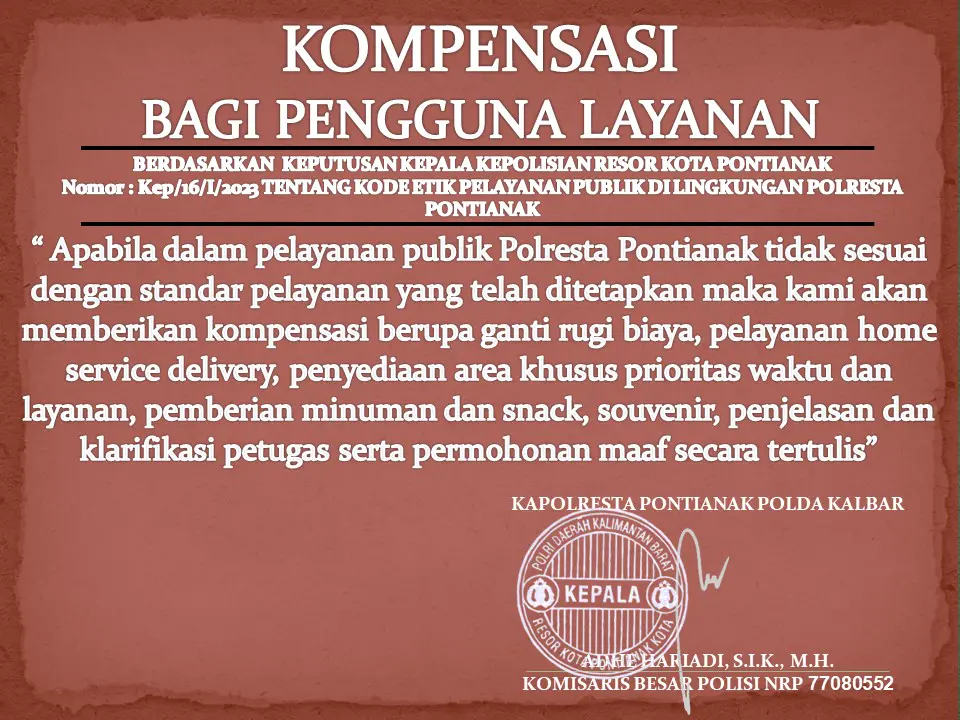 KOMPENSASI
BAGI PENGGUNA LAYANAN
BERDASARKAN KEPUTUSAN KEPALA KEPOLISIAN RESOR KOTA PONTIANAK
Nomor : Kep/16/I/2023 TENTANG KODE ETIK PELAYANAN PUBLIK DI LINGKUNGAN POLRESTA
PONTIANAK
“ Apabila dalam pelayanan publik Polresta Pontianak tidak sesuai
dengan standar pelayanan yang telah ditetapkan maka kami akan
memberikan kompensasi berupa ganti rugi biaya, pelayanan home
service delivery, penyediaan area khusus prioritas waktu dan
layanan, pemberian minuman dan snack, souvenir, penjelasan dan
klarifikasi petugas serta permohonan maaf secara tertulis”
KAPOLRESTA PONTIANAK POLDA KALBAR
POLRI DAERAH KALIMANTAN BARAT
KEPALA
RESOR KOTA PONTIANAK KOTA
ADHE HARIADI, S.I.K., M.H.
KOMISARIS BESAR POLISI NRP 77080552